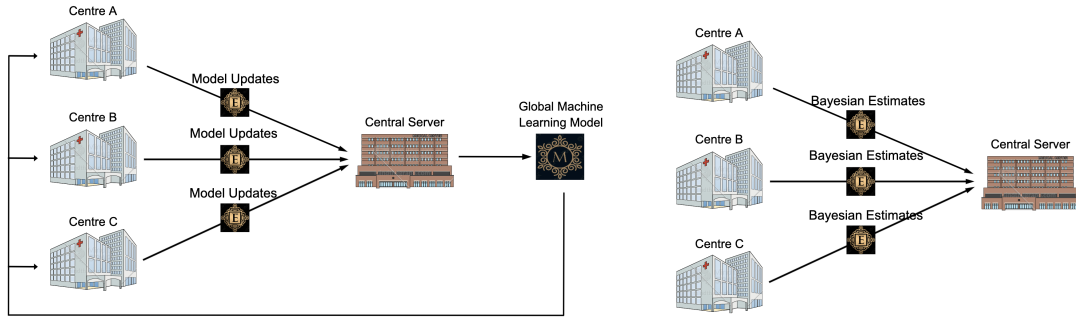 Centre A
Model Updates
E
Centre B
Model Updates
E
Centre C
Model Updates
E
Central Server
Global Machine
Learning Model
M
Centre A
Bayesian Estimates
E
Centre B
Bayesian Estimates
E
Centre C
Bayesian Estimates
E
Central Server